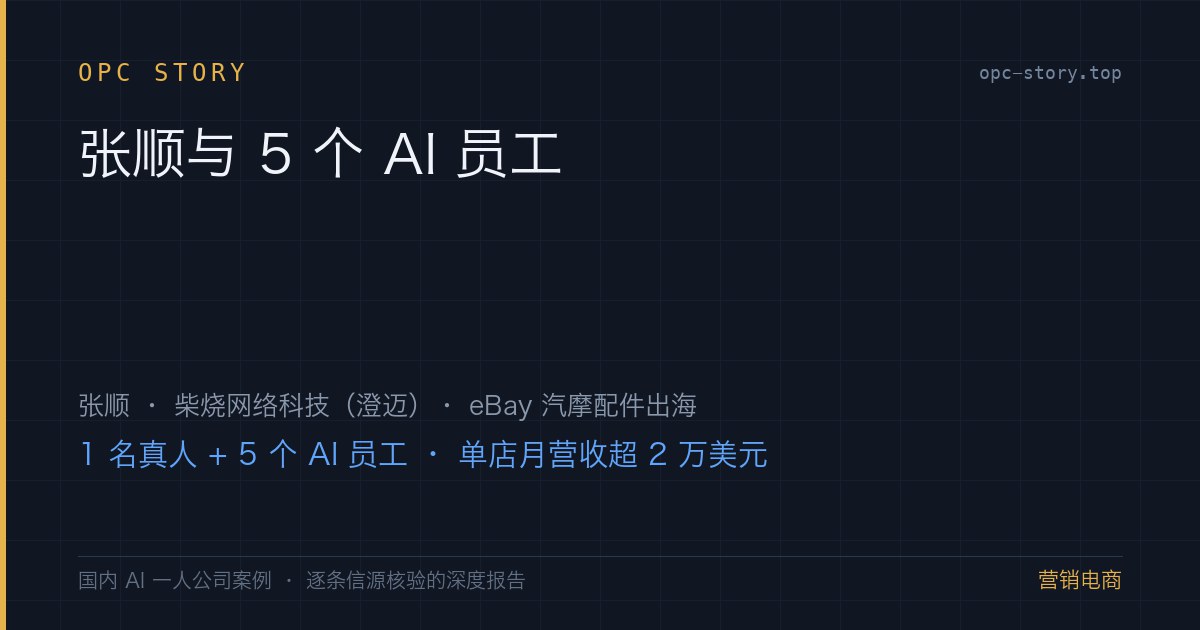 OPC STORY
opc-story.top
张顺与 5 个 AI 员工
张顺 · 柴烧网络科技（澄迈） · eBay 汽摩配件出海
1 名真人 + 5 个 AI 员工 · 单店月营收超 2 万美元
国内 AI 一人公司案例 · 逐条信源核验的深度报告
营销电商